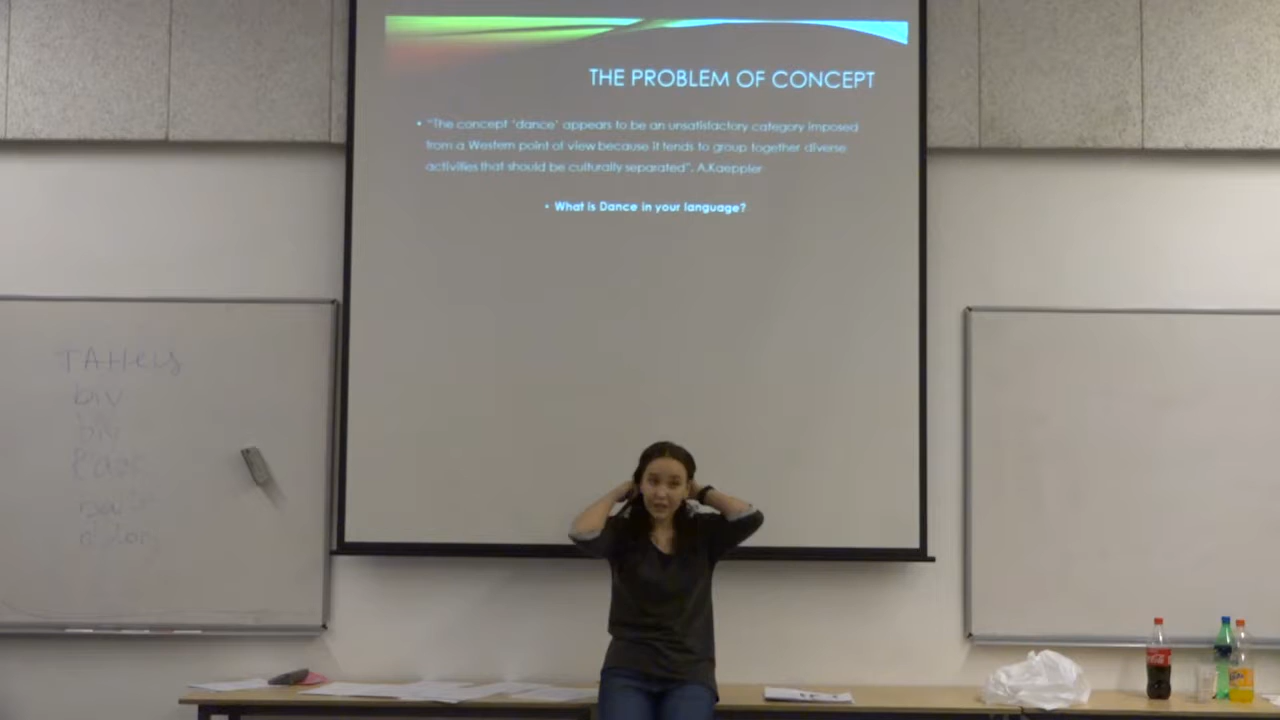 THE PROBLEM OF CONCEPT
• "The concept 'dance' appears to be an unsatisfactory category imposed
from a Western point of view because it tends to group together diverse
activities that should be culturally separated". A.Kaeppler
• What is Dance in your language?
biv